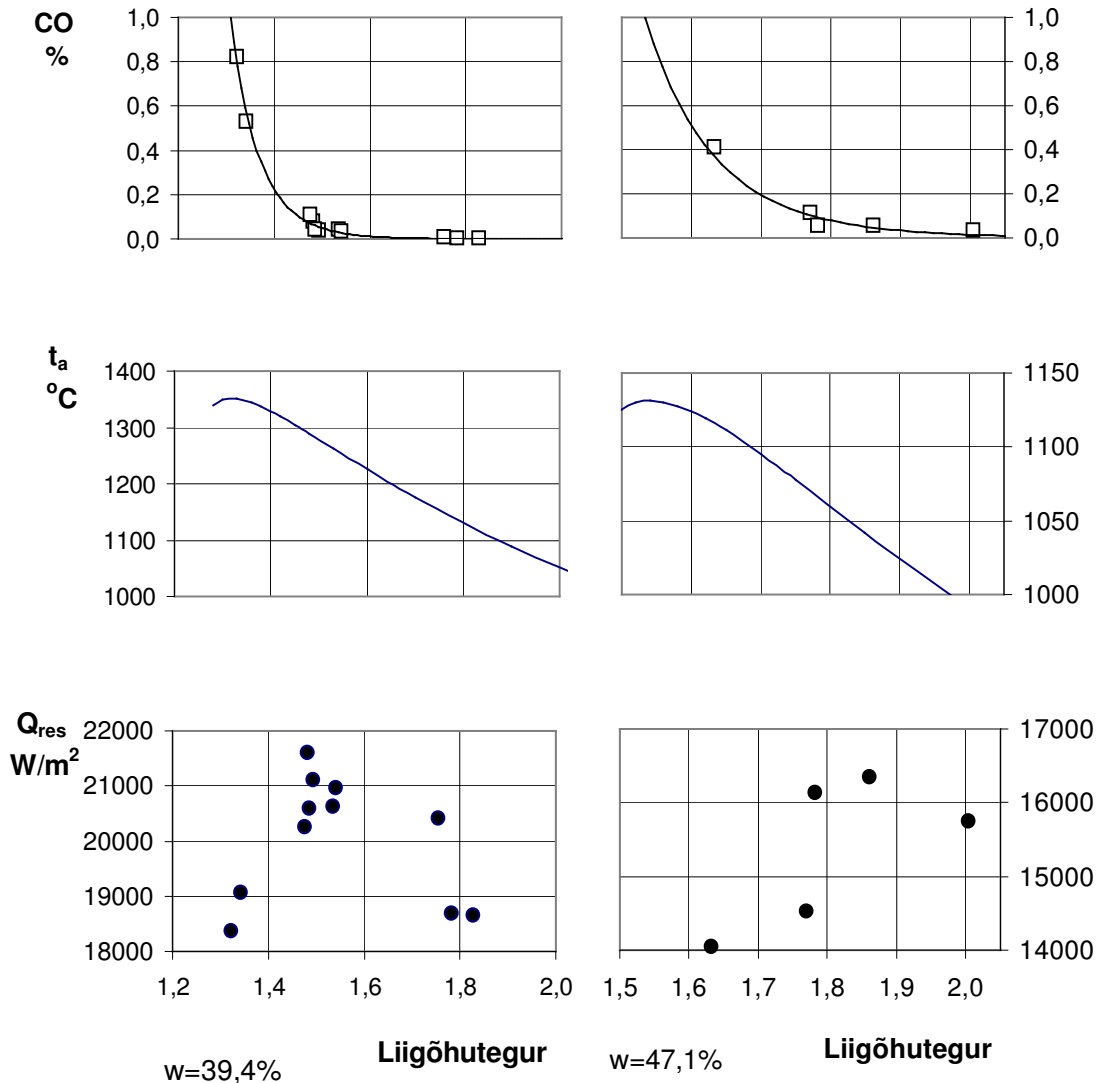 CO
%
1,0
0,8
0,6
0,4
0,2
0,0
1,0
0,8
0,6
0,4
0,2
0,0
tₐ
ºC
1400
1300
1200
1100
1000
1150
1100
1050
1000
Qres
W/m²
22000
21000
20000
19000
18000
17000
16000
15000
14000
1,2 1,4 1,6 1,8 2,0
1,5 1,6 1,7 1,8 1,9 2,0
w=39,4%
Liigõhutegur
w=47,1%
Liigõhutegur